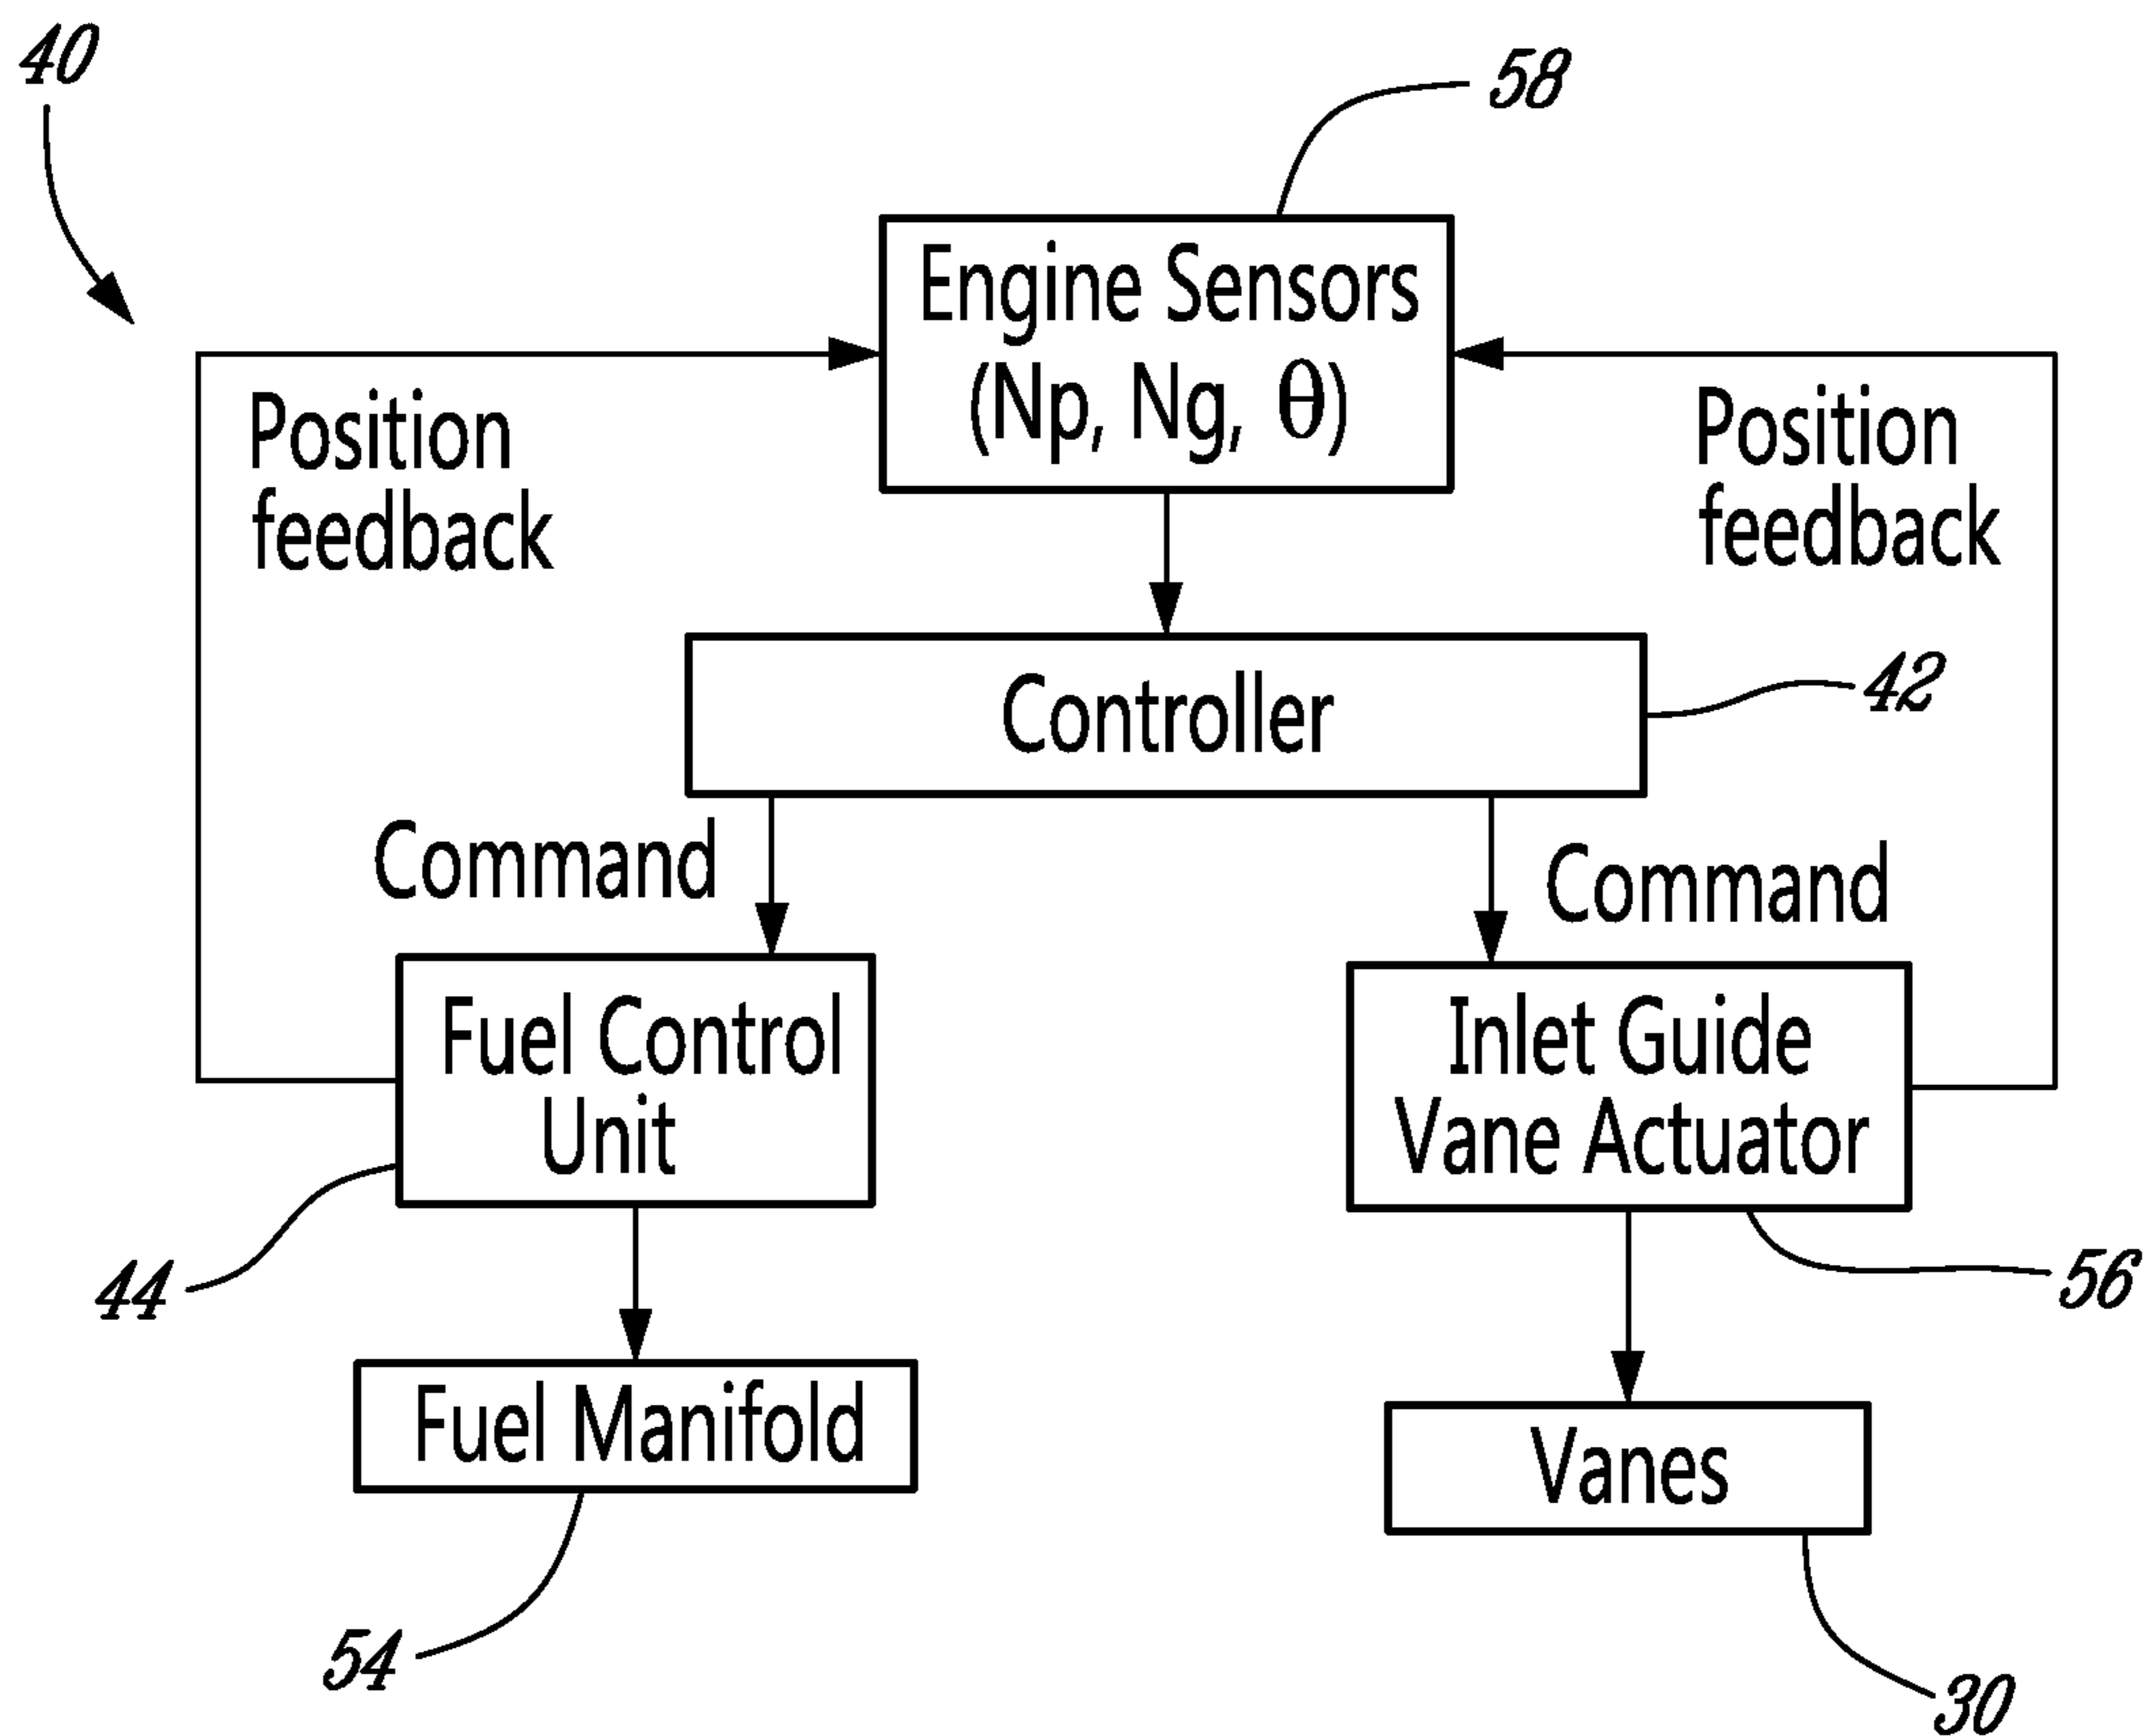 40
58
Engine Sensors
(Np, Ng, θ)
Position
feedback
Position
feedback
Controller
42
Command
Command
Fuel Control
Unit
Inlet Guide
Vane Actuator
44
56
Fuel Manifold
Vanes
54
30